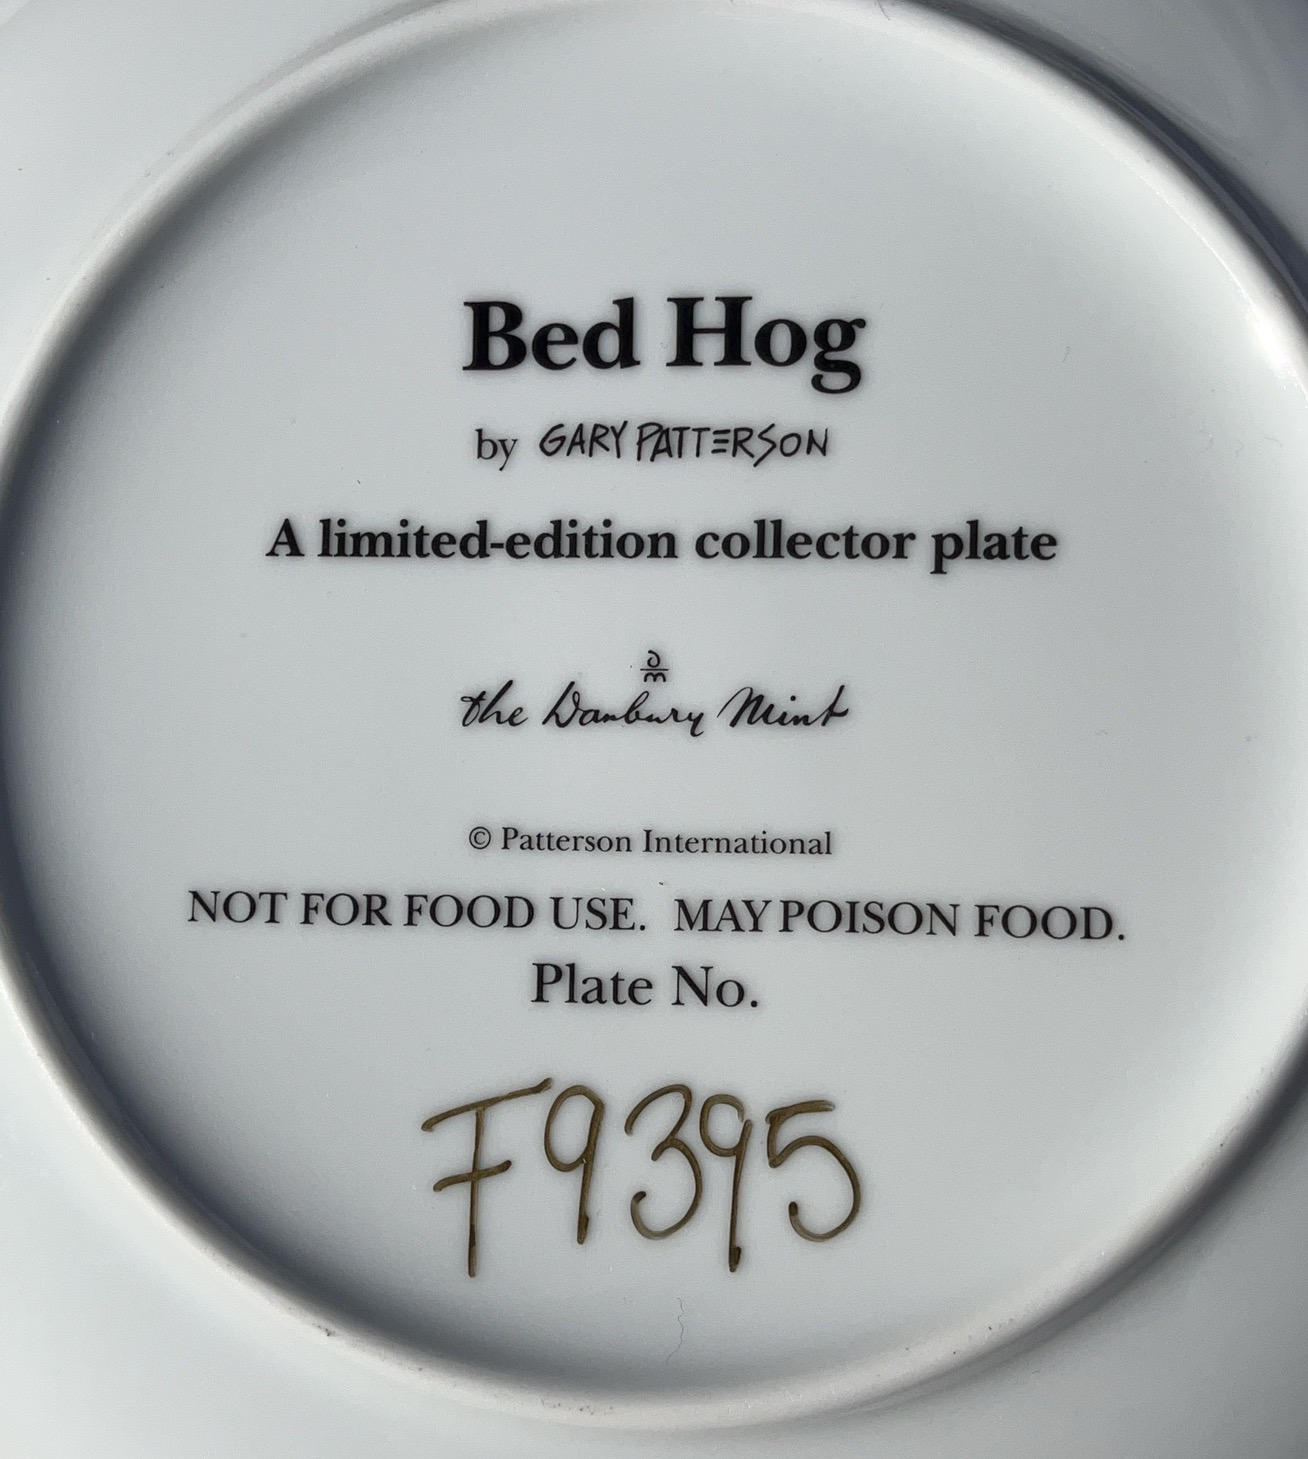 Bed Hog
by GARY PATTERSON
A limited-edition collector plate
dm
the Danbury Mint
© Patterson International
NOT FOR FOOD USE. MAY POISON FOOD.
Plate No.
F9395